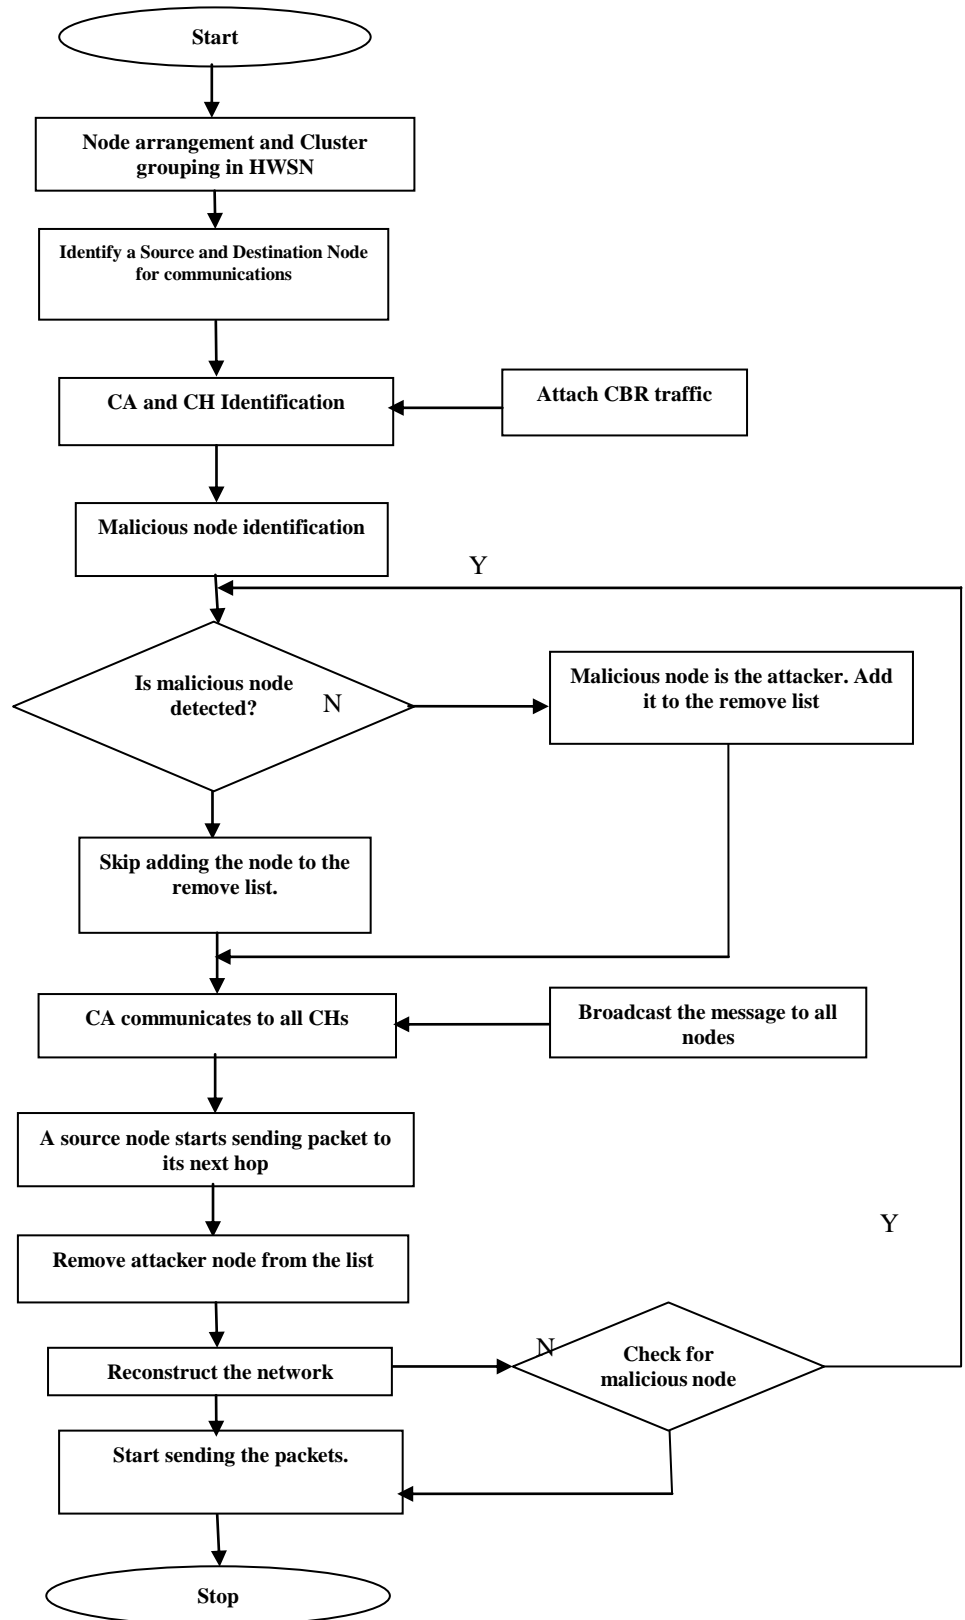 Start
Node arrangement and Cluster
grouping in HWSN
Identify a Source and Destination Node
for communications
CA and CH Identification
Attach CBR traffic
Malicious node identification
Y
Is malicious node
detected?
N
Malicious node is the attacker. Add
it to the remove list
Skip adding the node to the
remove list.
CA communicates to all CHs
Broadcast the message to all
nodes
A source node starts sending packet to
its next hop
Y
Remove attacker node from the list
Reconstruct the network
N
Check for
malicious node
Start sending the packets.
Stop